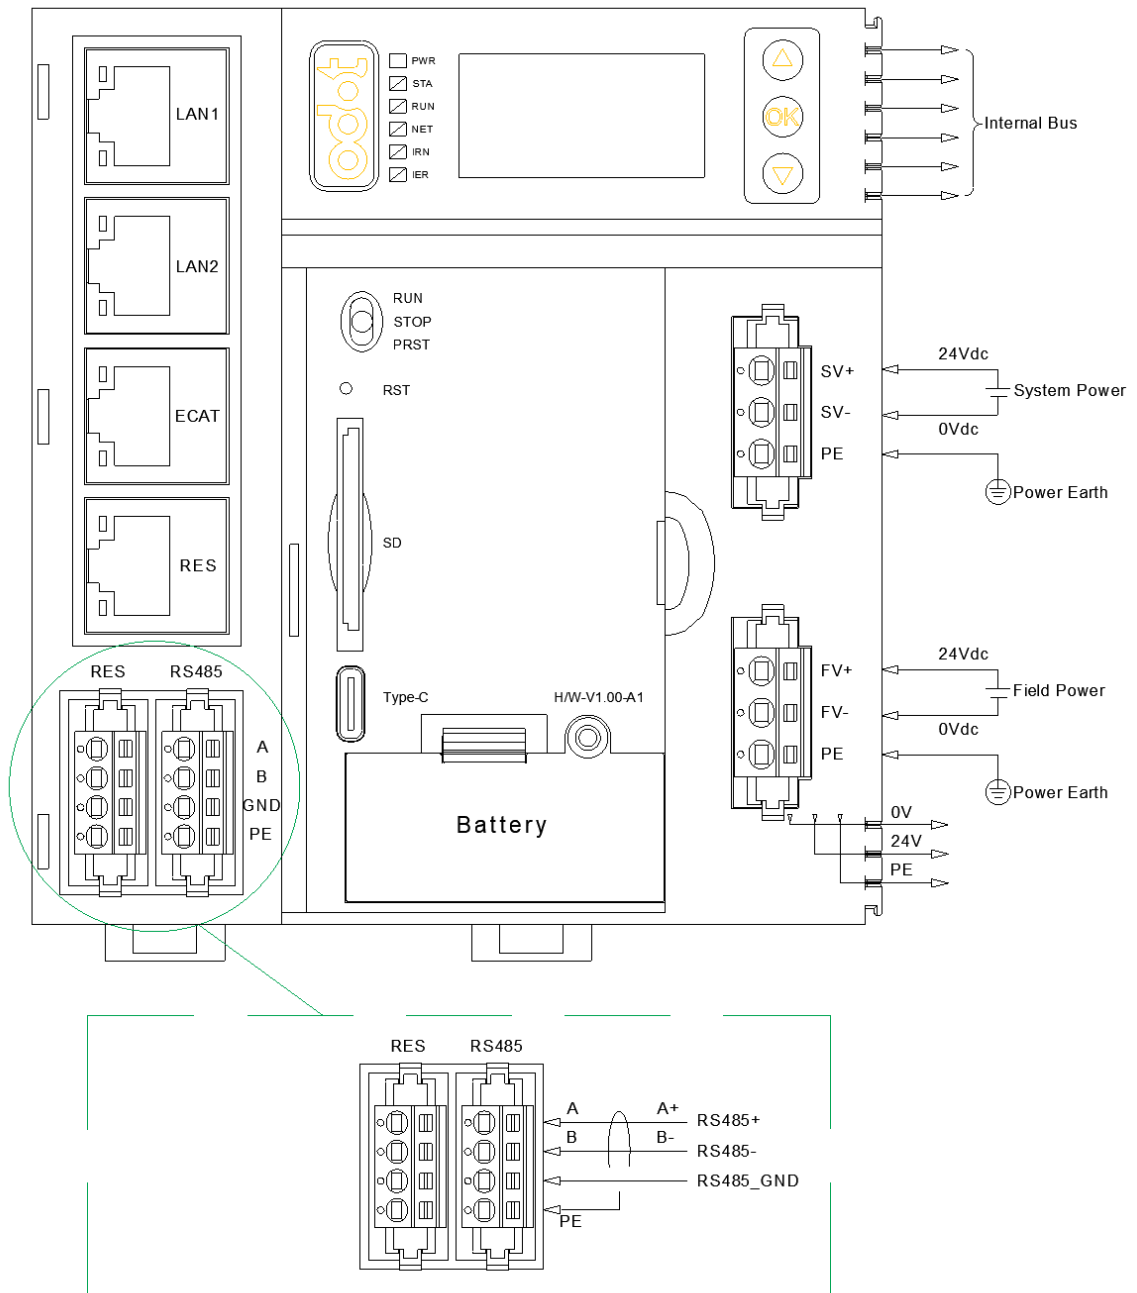 LAN1
LAN2
ECAT
RES
odot
PWR
STA
RUN
NET
IRN
IER
OK
Internal Bus
RUN
STOP
PRST
RST
SD
Type-C
H/W-V1.00-A1
Battery
SV+
SV-
PE
24Vdc
System Power
0Vdc
Power Earth
FV+
FV-
PE
24Vdc
Field Power
0Vdc
Power Earth
0V
24V
PE
RES RS485
A
B
GND
PE
RES RS485
A A+ RS485+
B B- RS485-
RS485_GND
PE